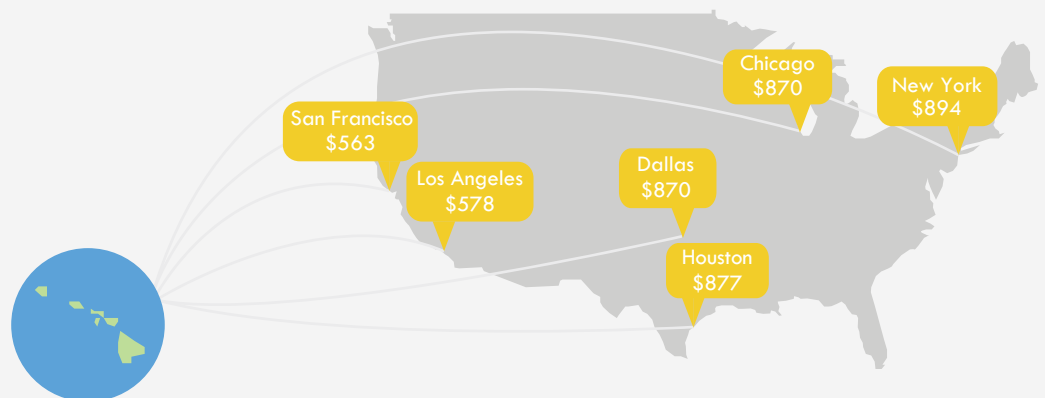 Chicago
$870
New York
$894
San Francisco
$563
Los Angeles
$578
Dallas
$870
Houston
$877